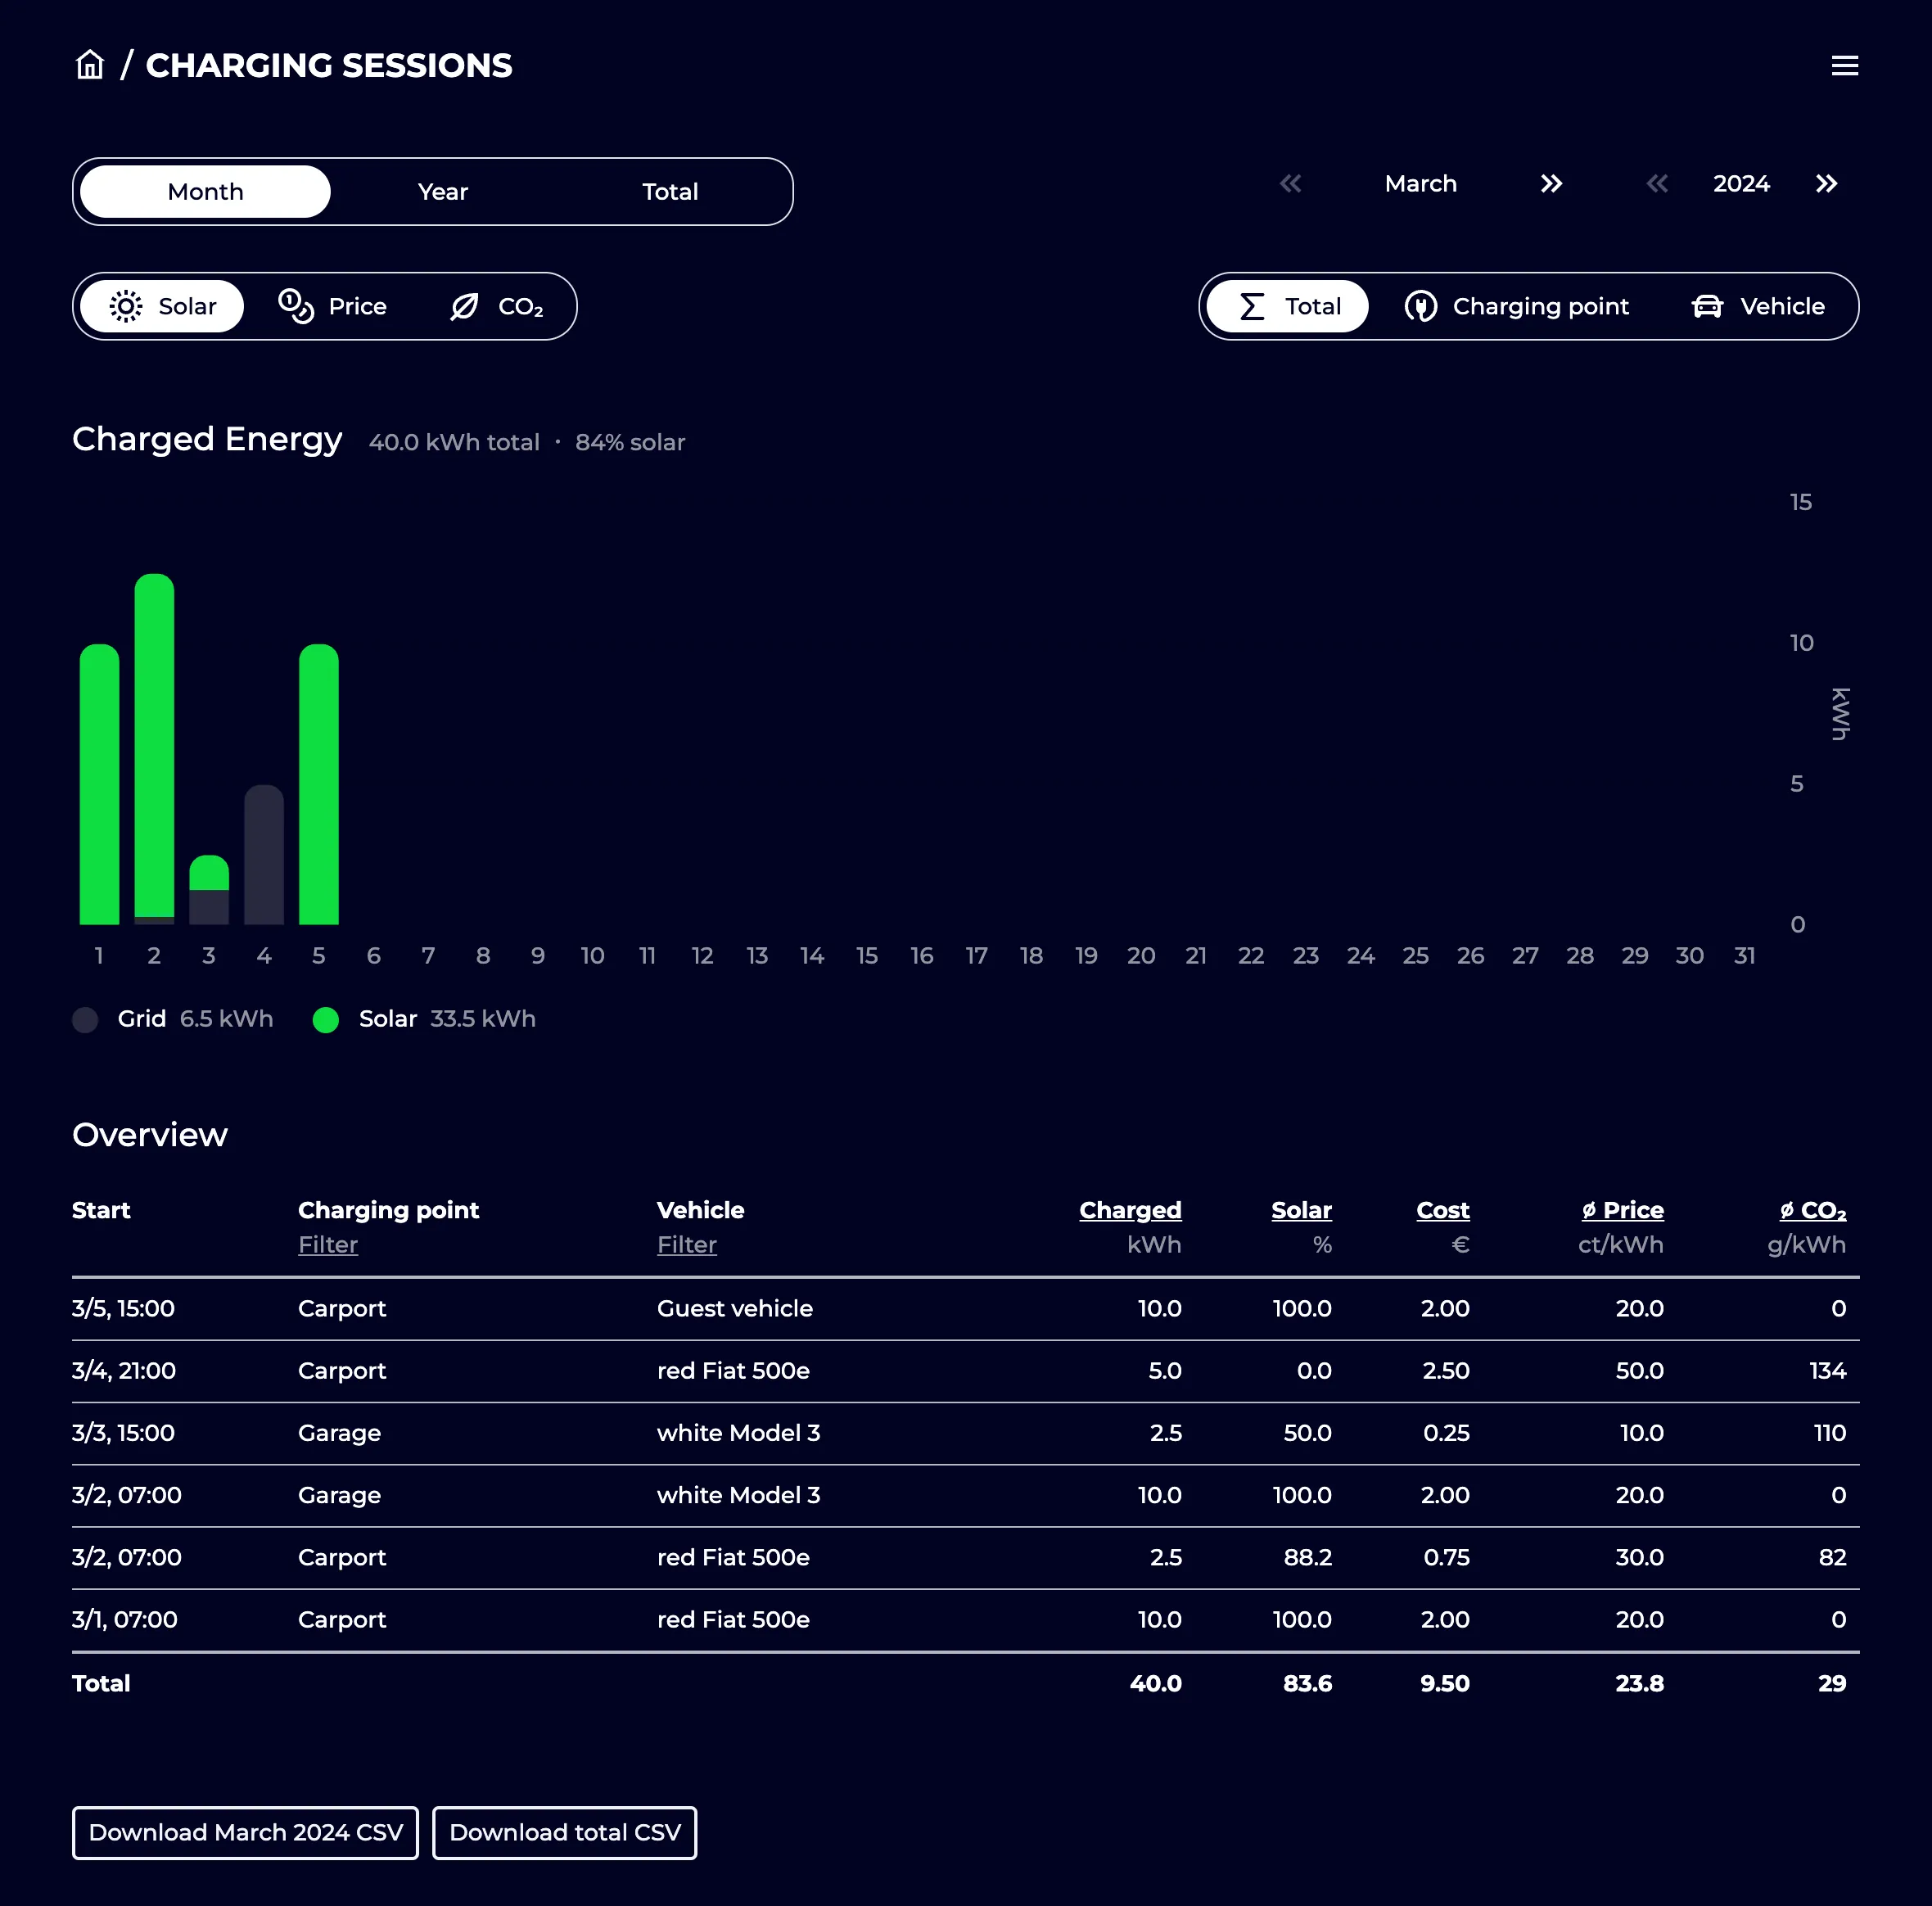 / CHARGING SESSIONS
Month Year Total
March 2024
Solar Price CO₂
Total Charging point Vehicle
Charged Energy 40.0 kWh total · 84% solar
15
10
kWh
5
0
1 2 3 4 5 6 7 8 9 10 11 12 13 14 15 16 17 18 19 20 21 22 23 24 25 26 27 28 29 30 31
Grid 6.5 kWh Solar 33.5 kWh
Overview
Start Charging point Vehicle Charged Solar Cost ø Price ø CO₂
Filter Filter kWh % € ct/kWh g/kWh
3/5, 15:00 Carport Guest vehicle 10.0 100.0 2.00 20.0 0
3/4, 21:00 Carport red Fiat 500e 5.0 0.0 2.50 50.0 134
3/3, 15:00 Garage white Model 3 2.5 50.0 0.25 10.0 110
3/2, 07:00 Garage white Model 3 10.0 100.0 2.00 20.0 0
3/2, 07:00 Carport red Fiat 500e 2.5 88.2 0.75 30.0 82
3/1, 07:00 Carport red Fiat 500e 10.0 100.0 2.00 20.0 0
Total 40.0 83.6 9.50 23.8 29
Download March 2024 CSV Download total CSV